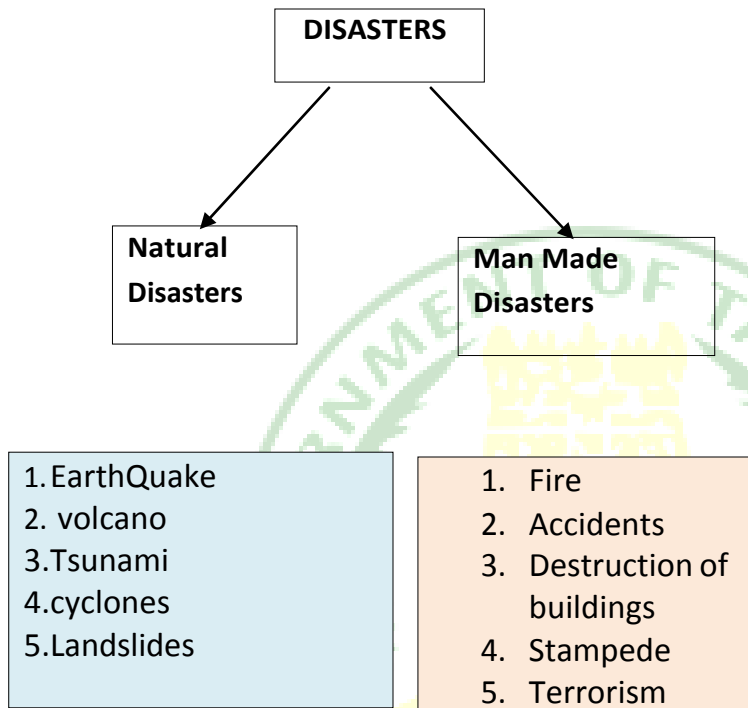 DISASTERS
Natural
Disasters
Man Made
Disasters
1.EarthQuake
2. volcano
3.Tsunami
4.cyclones
5.Landslides
1. Fire
2. Accidents
3. Destruction of
buildings
4. Stampede
5. Terrorism